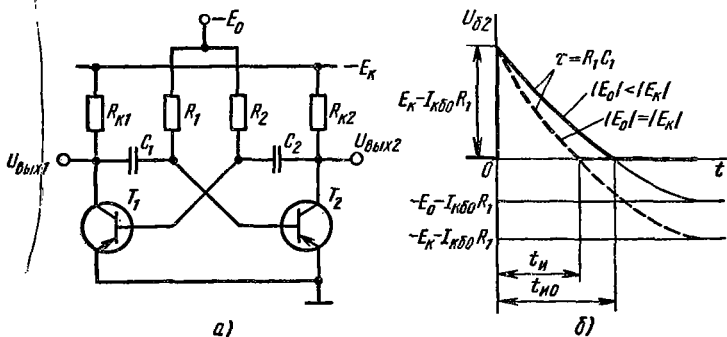 −E₀
−Eк
Rк1
R₁
R₂
Rк2
C₁
C₂
Uвых1
Uвых2
T₁
T₂
а)
Uб2
τ=R₁C₁
|E₀|<|Eк|
|E₀|=|Eк|
Eк−Iкб0R₁
0
t
−E₀−Iкб0R₁
−Eк−Iкб0R₁
tи
tи0
б)